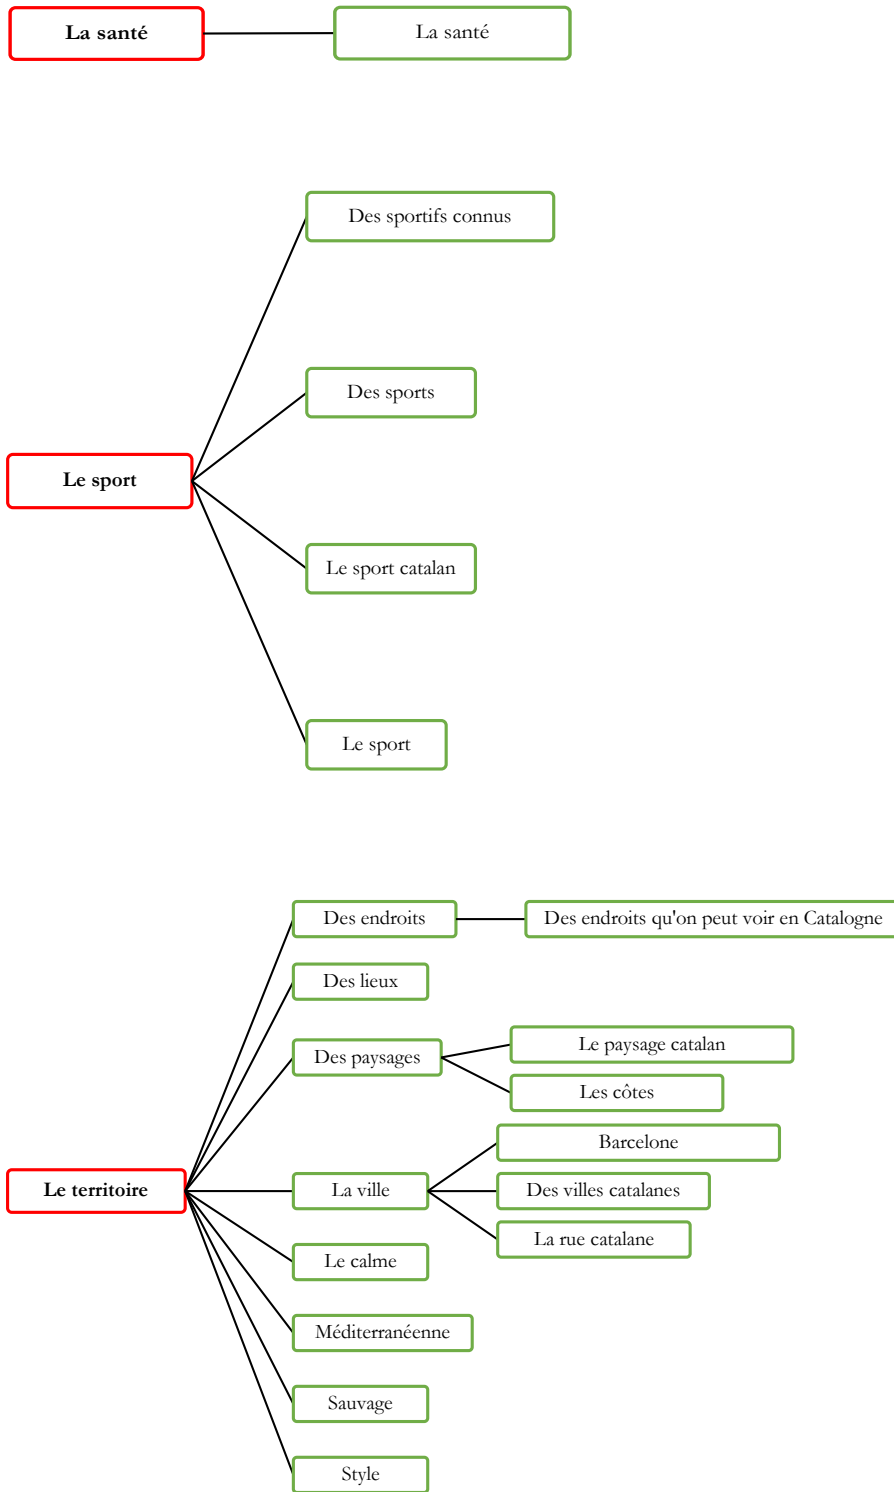 La santé
La santé
Des sportifs connus
Des sports
Le sport
Le sport catalan
Le sport
Des endroits
Des endroits qu'on peut voir en Catalogne
Des lieux
Des paysages
Le paysage catalan
Les côtes
Le territoire
La ville
Barcelone
Des villes catalanes
La rue catalane
Le calme
Méditerranéenne
Sauvage
Style